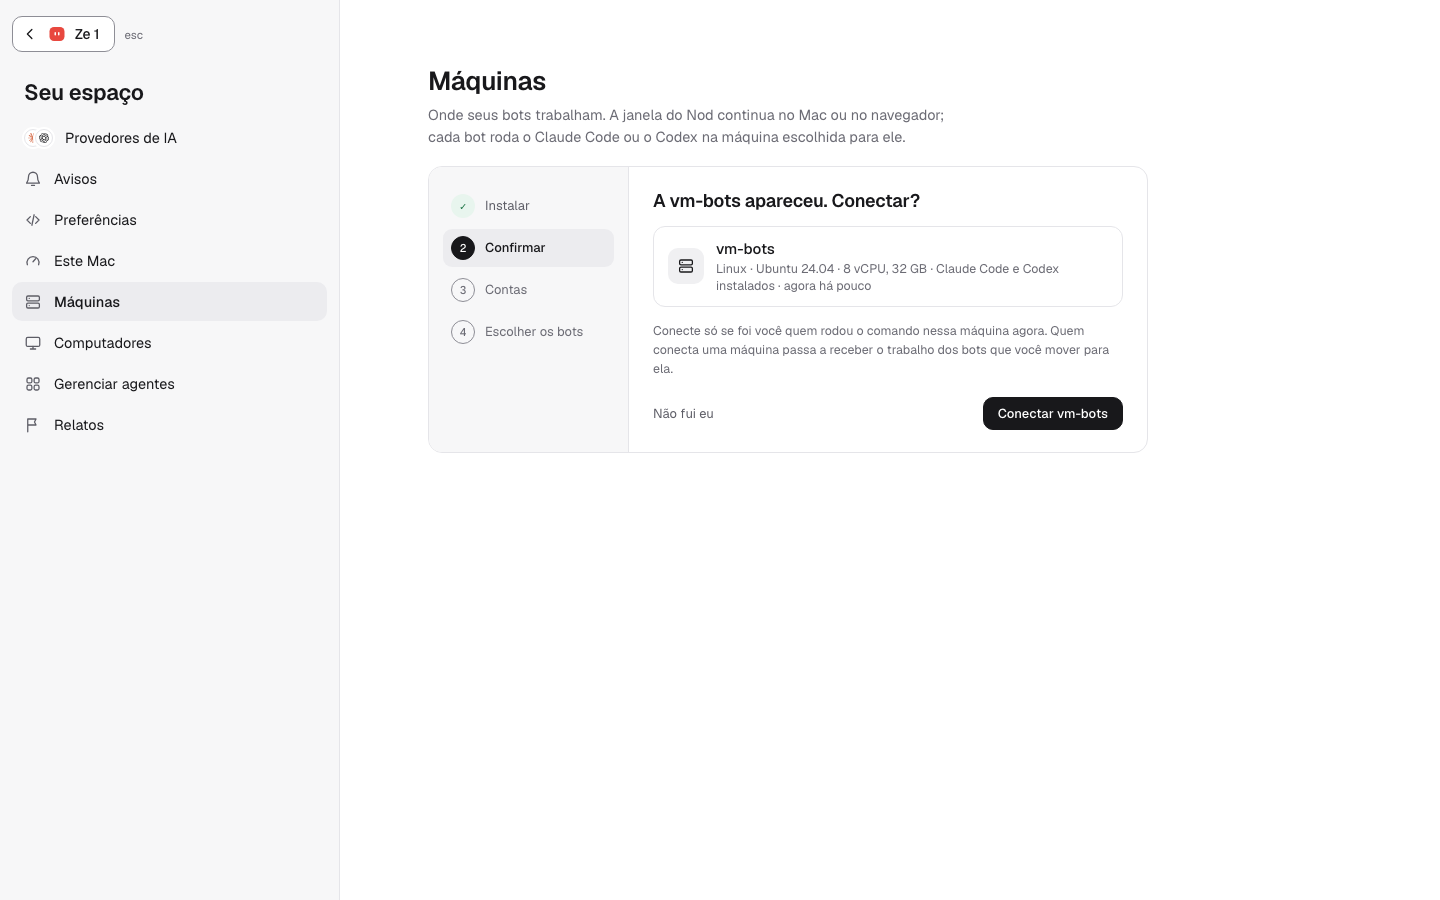 Ze 1
esc
Seu espaço
Provedores de IA
Avisos
Preferências
Este Mac
Máquinas
Computadores
Gerenciar agentes
Relatos
Máquinas
Onde seus bots trabalham. A janela do Nod continua no Mac ou no navegador;
cada bot roda o Claude Code ou o Codex na máquina escolhida para ele.
✓ Instalar
2 Confirmar
3 Contas
4 Escolher os bots
A vm-bots apareceu. Conectar?
vm-bots
Linux · Ubuntu 24.04 · 8 vCPU, 32 GB · Claude Code e Codex
instalados · agora há pouco
Conecte só se foi você quem rodou o comando nessa máquina agora. Quem
conecta uma máquina passa a receber o trabalho dos bots que você mover para
ela.
Não fui eu
Conectar vm-bots